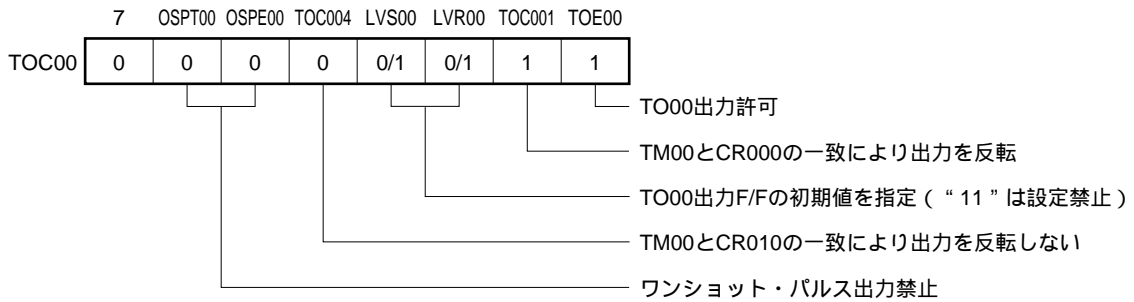 7 OSPT00 OSPE00 TOC004 LVS00 LVR00 TOC001 TOE00
TOC00 0 0 0 0 0/1 0/1 1 1
TO00出力許可
TM00とCR000の一致により出力を反転
TO00出力F/Fの初期値を指定（“11”は設定禁止）
TM00とCR010の一致により出力を反転しない
ワンショット・パルス出力禁止